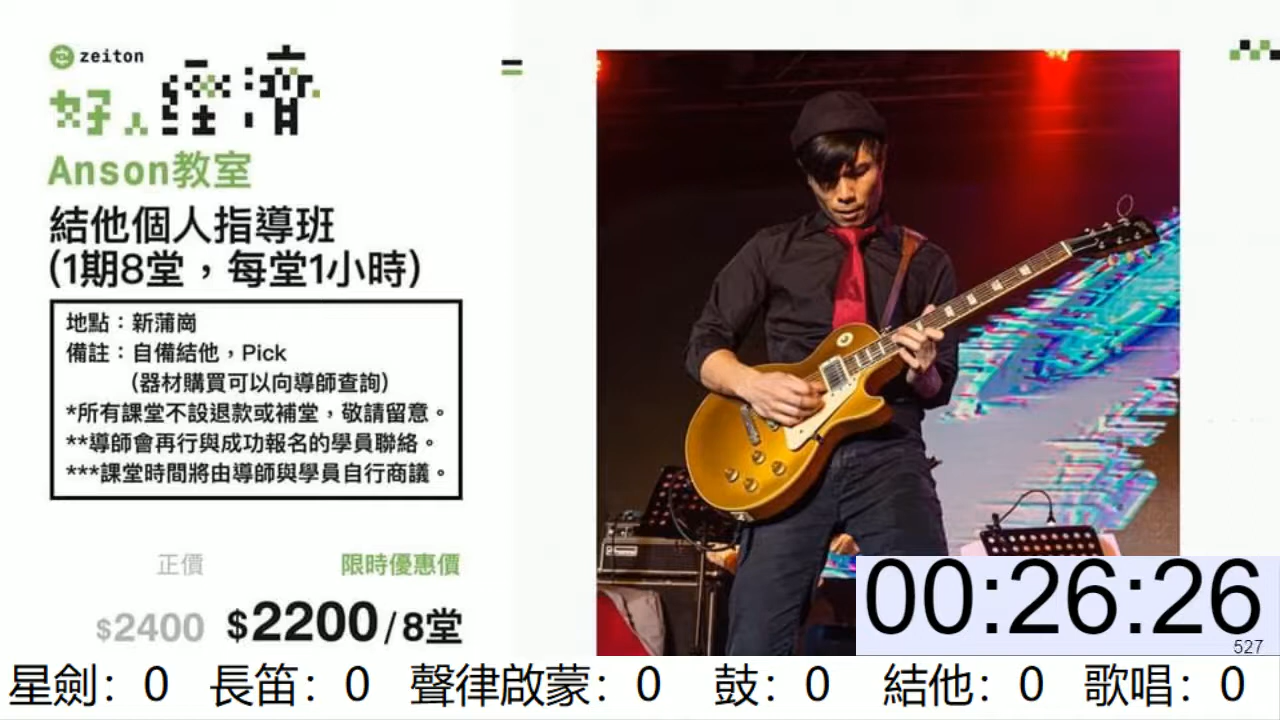 zeiton
好人經濟
Anson教室
結他個人指導班
(1期8堂，每堂1小時)
地點：新蒲崗
備註：自備結他，Pick
（器材購買可以向導師查詢）
*所有課堂不設退款或補堂，敬請留意。
**導師會再行與成功報名的學員聯絡。
***課堂時間將由導師與學員自行商議。
正價 限時優惠價
$2400 $2200/8堂
00:26:26
527
星劍：0 長笛：0 聲律啟蒙：0 鼓：0 結他：0 歌唱：0